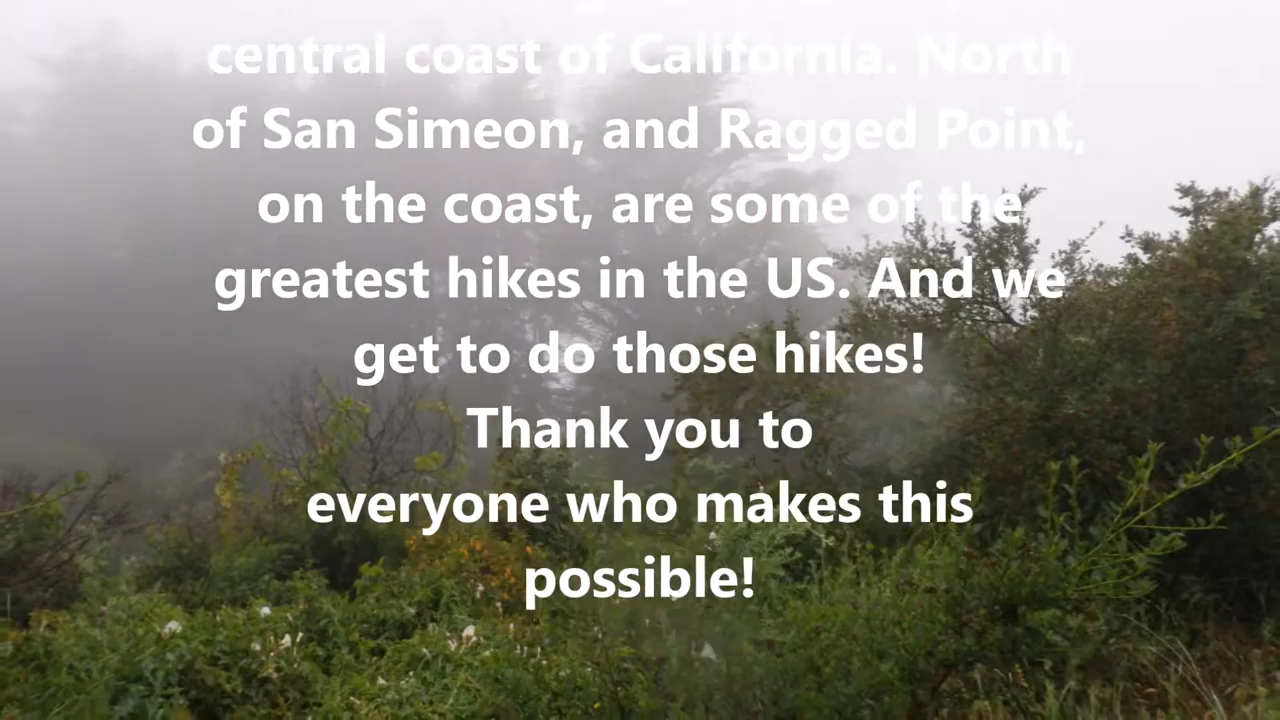 central coast of California. North
of San Simeon, and Ragged Point,
on the coast, are some of the
greatest hikes in the US. And we
get to do those hikes!
Thank you to
everyone who makes this
possible!